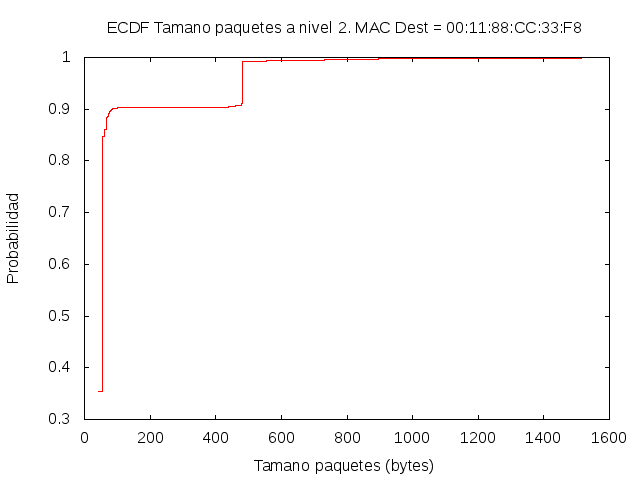 ECDF Tamano paquetes a nivel 2. MAC Dest = 00:11:88:CC:33:F8
1
0.9
0.8
0.7
0.6
0.5
0.4
0.3
Probabilidad
0 200 400 600 800 1000 1200 1400 1600
Tamano paquetes (bytes)